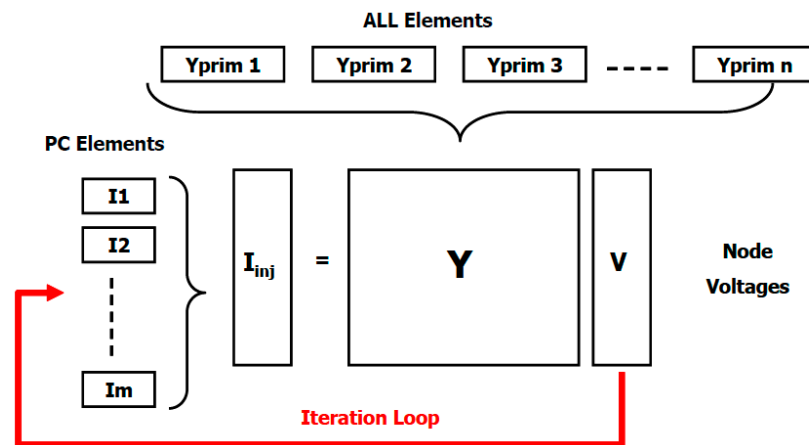 ALL Elements
Yprim 1 Yprim 2 Yprim 3 Yprim n
PC Elements
I1
I2
Im
Iinj = Y V
Node
Voltages
Iteration Loop